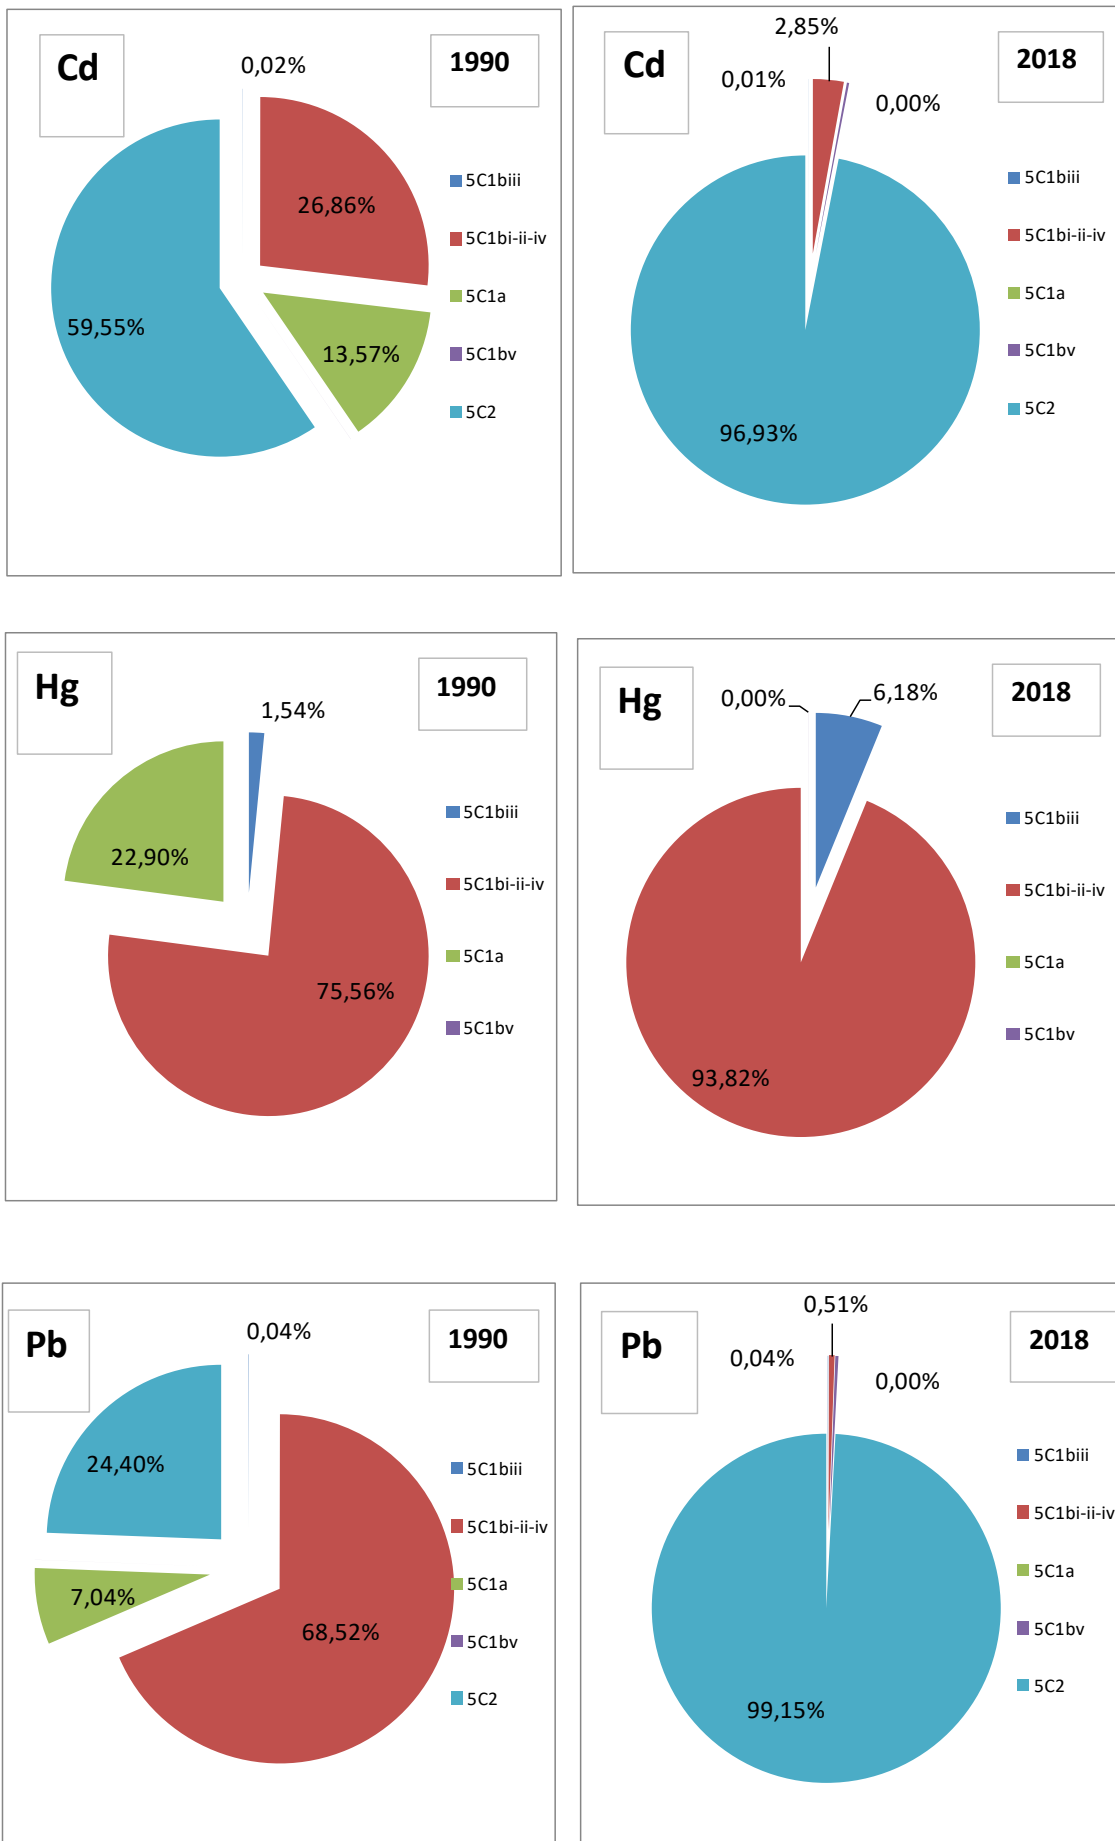 Cd
1990
0,02%
26,86%
13,57%
59,55%
5C1biii
5C1bi-ii-iv
5C1a
5C1bv
5C2
Cd
2018
2,85%
0,01%
0,00%
96,93%
5C1biii
5C1bi-ii-iv
5C1a
5C1bv
5C2
Hg
1990
1,54%
22,90%
75,56%
5C1biii
5C1bi-ii-iv
5C1a
5C1bv
Hg
2018
0,00%
6,18%
93,82%
5C1biii
5C1bi-ii-iv
5C1a
5C1bv
Pb
1990
0,04%
24,40%
7,04%
68,52%
5C1biii
5C1bi-ii-iv
5C1a
5C1bv
5C2
Pb
2018
0,51%
0,04%
0,00%
99,15%
5C1biii
5C1bi-ii-iv
5C1a
5C1bv
5C2